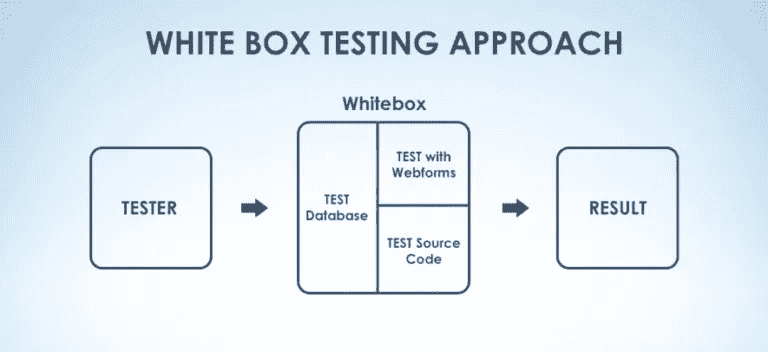 WHITE BOX TESTING APPROACH
Whitebox
TESTER
TEST
Database
TEST with
Webforms
TEST Source
Code
RESULT